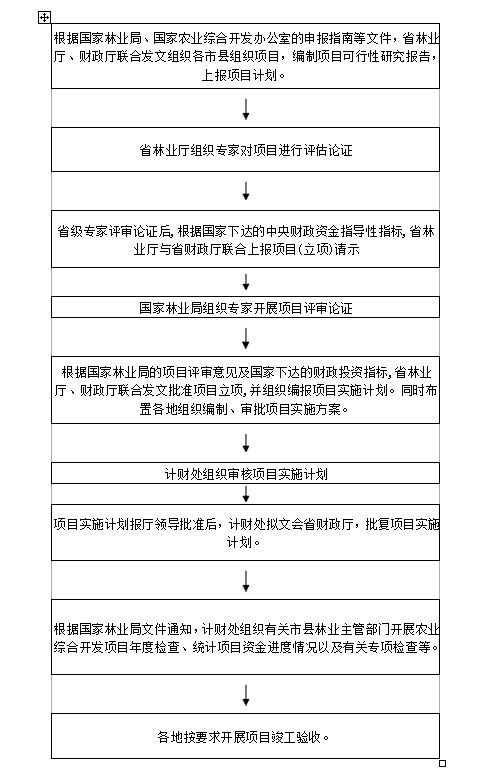 根据国家林业局、国家农业综合开发办公室的申报指南等文件，省林业
厅、财政厅联合发文组织各市县组织项目，编制项目可行性研究报告，
上报项目计划。
省林业厅组织专家对项目进行评估论证
省级专家评审论证后,根据国家下达的中央财政资金指导性指标,省林
业厅与省财政厅联合上报项目(立项)请示
国家林业局组织专家开展项目评审论证
根据国家林业局的项目评审意见及国家下达的财政投资指标,省林业
厅、财政厅联合发文批准项目立项,并组织编报项目实施计划。同时布
置各地组织编制、审批项目实施方案。
计财处组织审核项目实施计划
项目实施计划报厅领导批准后，计财处拟文会省财政厅，批复项目实施
计划。
根据国家林业局文件通知，计财处组织有关市县林业主管部门开展农业
综合开发项目年度检查、统计项目资金进度情况以及有关专项检查等。
各地按要求开展项目竣工验收。